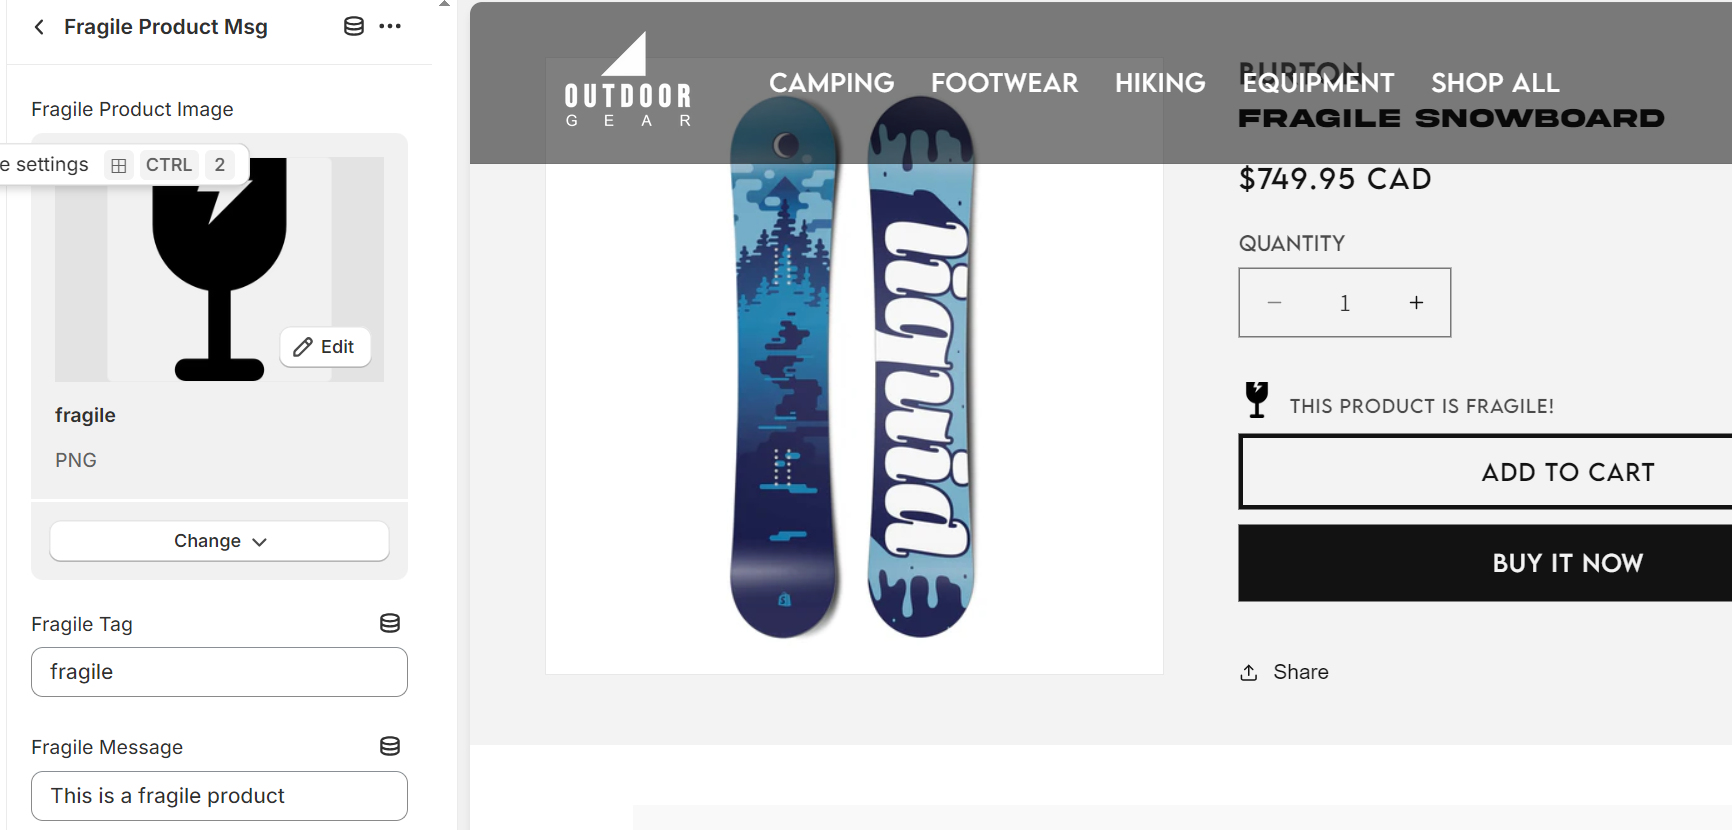 Fragile Product Msg
Fragile Product Image
e settings CTRL 2
Edit
fragile
PNG
Change
Fragile Tag
fragile
Fragile Message
This is a fragile product
OUTDOOR
GEAR
CAMPING FOOTWEAR HIKING EQUIPMENT SHOP ALL
BURTON
FRAGILE SNOWBOARD
$749.95 CAD
QUANTITY
1
THIS PRODUCT IS FRAGILE!
ADD TO CART
BUY IT NOW
Share
liquid